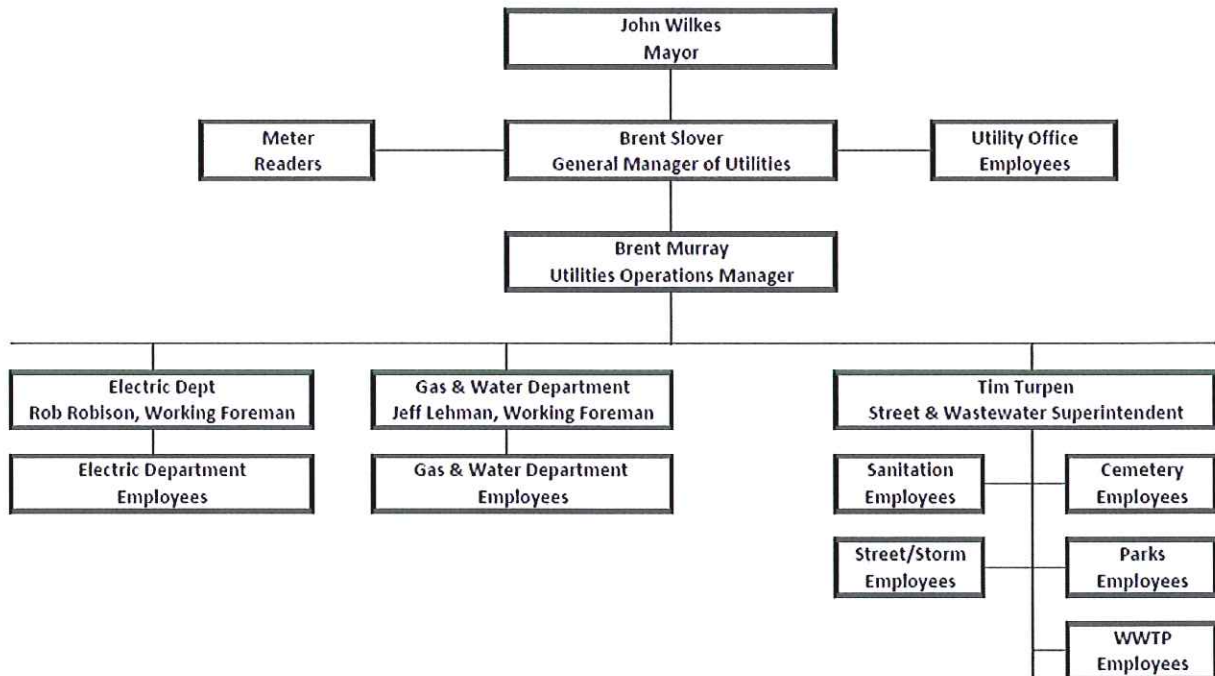 John Wilkes
Mayor
Meter
Readers
Brent Slover
General Manager of Utilities
Utility Office
Employees
Brent Murray
Utilities Operations Manager
Electric Dept
Rob Robison, Working Foreman
Gas & Water Department
Jeff Lehman, Working Foreman
Tim Turpen
Street & Wastewater Superintendent
Electric Department
Employees
Gas & Water Department
Employees
Sanitation
Employees
Cemetery
Employees
Street/Storm
Employees
Parks
Employees
WWTP
Employees